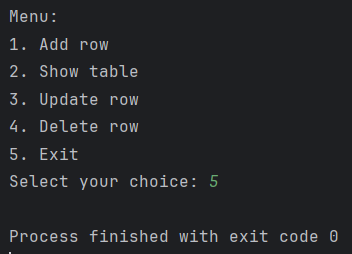 Menu:
1. Add row
2. Show table
3. Update row
4. Delete row
5. Exit
Select your choice: 5
Process finished with exit code 0